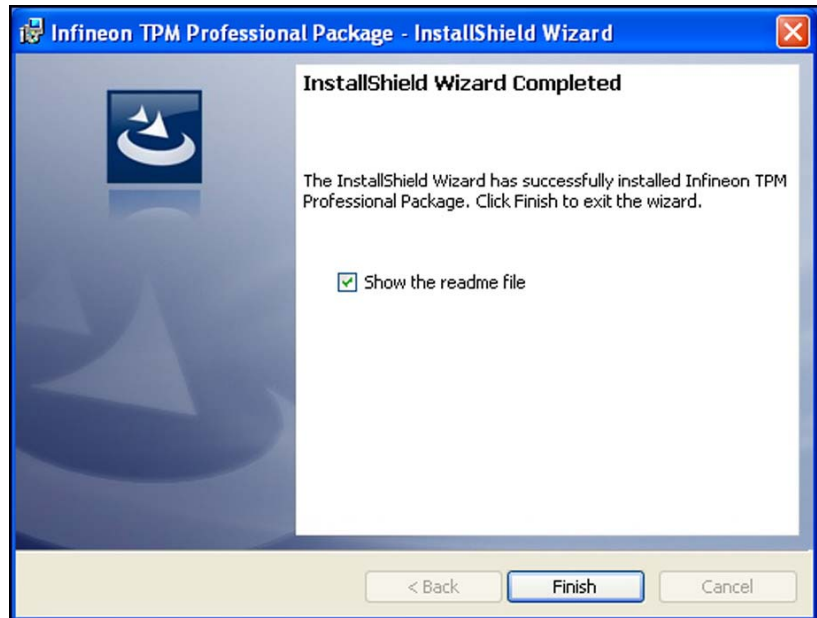 Infineon TPM Professional Package - InstallShield Wizard
InstallShield Wizard Completed
The InstallShield Wizard has successfully installed Infineon TPM
Professional Package. Click Finish to exit the wizard.
Show the readme file
< Back
Finish
Cancel